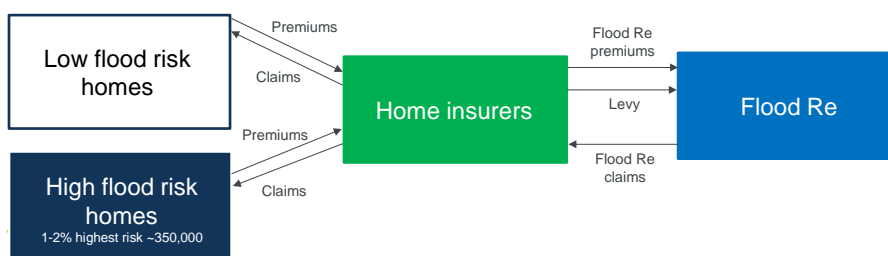 Low flood risk
homes
Premiums
Claims
Premiums
Claims
High flood risk
homes
1-2% highest risk ~350,000
Home insurers
Flood Re
premiums
Levy
Flood Re
claims
Flood Re